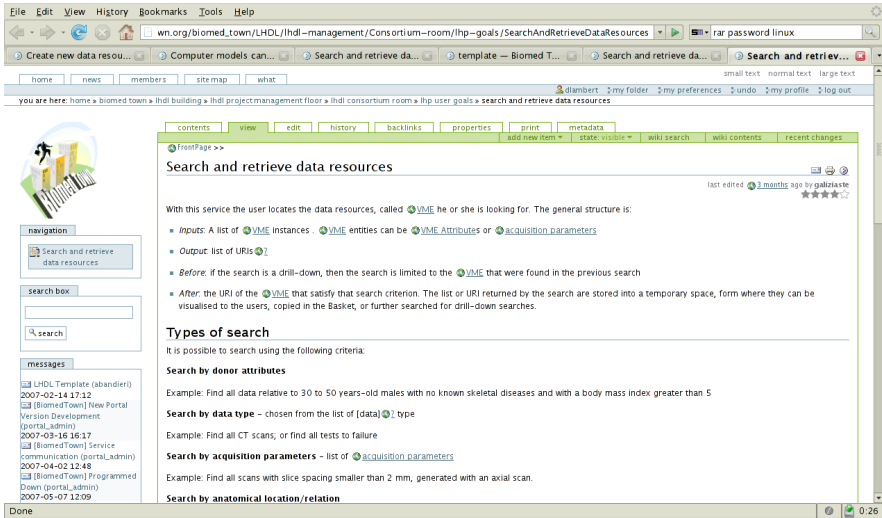 File Edit View History Bookmarks Tools Help
wn.org/biomed_town/LHDL/lhdl-management/Consortium-room/lhp-goals/SearchAndRetrieveDataResources
rar password linux
Create new data resou...
Computer models can...
Search and retrieve da...
template — Biomed T...
Search and retrieve da...
Search and retriev...
small text normal text large text
home news members site map what
dlambert my folder my preferences undo my profile log out
you are here: home » biomed town » lhdl building » lhdl project management floor » lhdl consortium room » lhp user goals » search and retrieve data resources
Biomed Town
contents view edit history backlinks properties print metadata
add new item state: visible wiki search wiki contents recent changes
FrontPage >>
Search and retrieve data resources
last edited 3 months ago by galiziaste
With this service the user locates the data resources, called VME he or she is looking for. The general structure is:
Inputs: A list of VME instances . VME entities can be VME Attributes or acquisition parameters
Output: list of URIs?
Before: if the search is a drill-down, then the search is limited to the VME that were found in the previous search
After: the URI of the VME that satisfy that search criterion. The list or URI returned by the search are stored into a temporary space, form where they can be
visualised to the users, copied in the Basket, or further searched for drill-down searches.
Types of search
It is possible to search using the following criteria:
Search by donor attributes
Example: Find all data relative to 30 to 50 years-old males with no known skeletal diseases and with a body mass index greater than 5
Search by data type - chosen from the list of [data]? type
Example: Find all CT scans; or find all tests to failure
Search by acquisition parameters - list of acquisition parameters
Example: Find all scans with slice spacing smaller than 2 mm, generated with an axial scan.
Search by anatomical location/relation
navigation
Search and retrieve
data resources
search box
search
messages
LHDL Template (abandieri)
2007-02-14 17:12
[BiomedTown] New Portal
Version Development
(portal_admin)
2007-03-16 16:17
[BiomedTown] Service
communication (portal_admin)
2007-04-02 12:48
[BiomedTown] Programmed
Down (portal_admin)
2007-05-07 12:09
Done
0:26